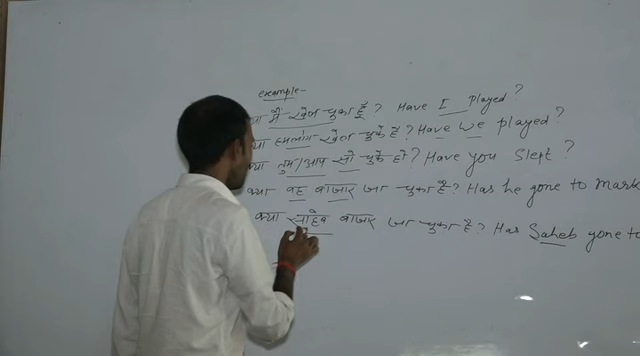 example-
मैं खेल चुका हूँ? Have I played?
हमलोग खेल चुके हैं? Have we played?
क्या तुम/आप सो चुके हो? Have you slept?
क्या वह बाजार जा चुका है? Has he gone to mark
क्या साहेब बाजार जा चुका है? Has Saheb gone to